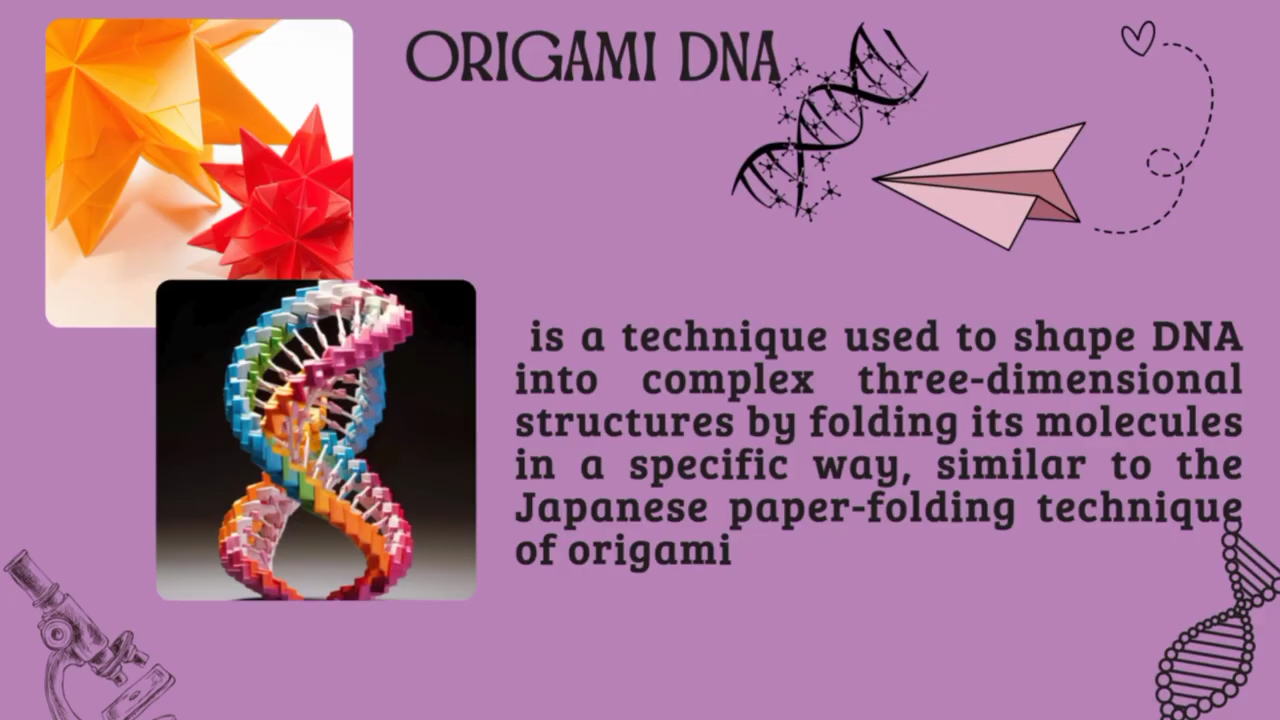 ORIGAMI DNA
is a technique used to shape DNA
into complex three-dimensional
structures by folding its molecules
in a specific way, similar to the
Japanese paper-folding technique
of origami